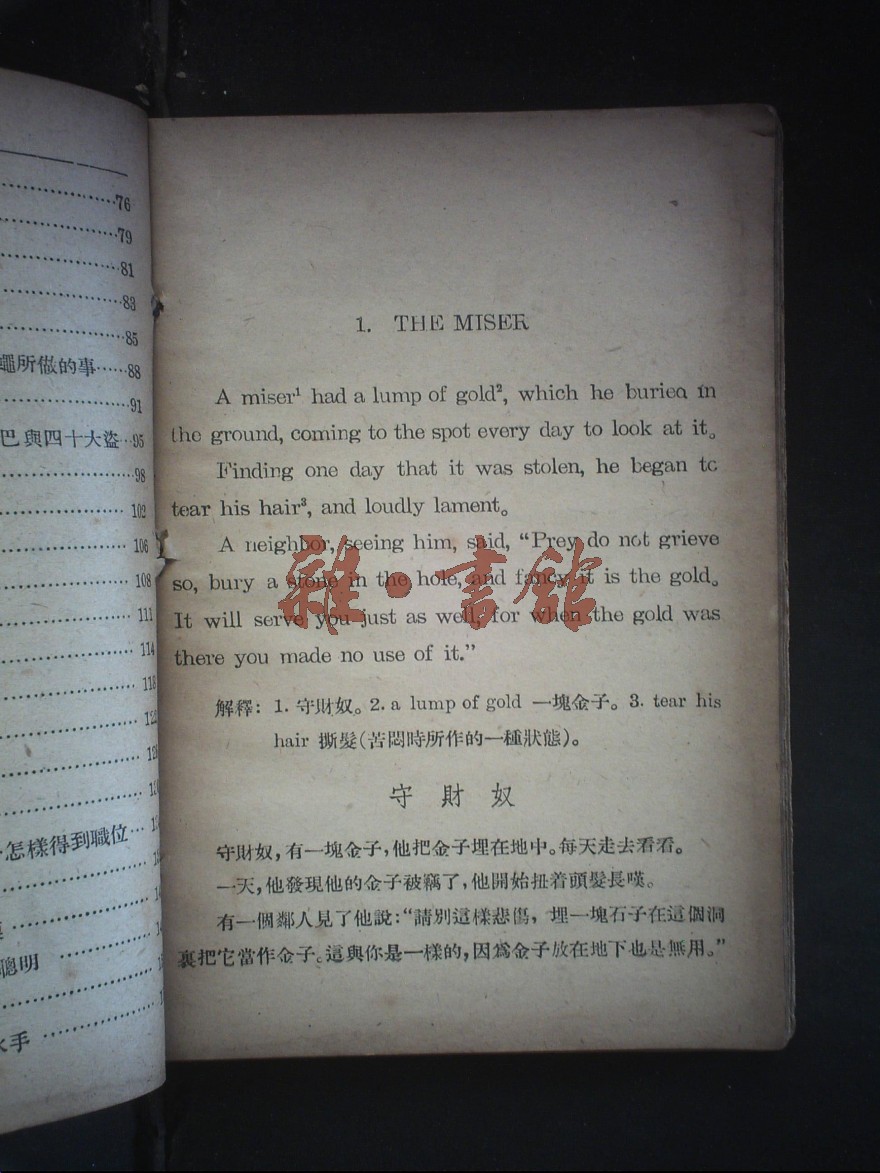 76
79
81
83
85
蠅所做的事……88
91
巴與四十大盜…95
98
102
106
108
111
114
118
怎樣得到職位…
聰明
水手
1. THE MISER
A miser¹ had a lump of gold², which he buried in
the ground, coming to the spot every day to look at it。
Finding one day that it was stolen, he began to
tear his hair³, and loudly lament。
A neighbor, seeing him, said, “Prey do not grieve
so, bury a stone in the hole, and fancy it is the gold。
It will serve you just as well, for when the gold was
there you made no use of it.”
解釋: 1. 守財奴。2. a lump of gold 一塊金子。3. tear his
hair 撕髮(苦悶時所作的一種狀態)。
守財奴
守財奴,有一塊金子,他把金子埋在地中。每天走去看看。
一天,他發現他的金子被竊了,他開始扭着頭髮長嘆。
有一個鄰人見了他說:“請別這樣悲傷, 埋一塊石子在這個洞
裏把它當作金子。這與你是一樣的,因爲金子放在地下也是無用。”
雜·書館